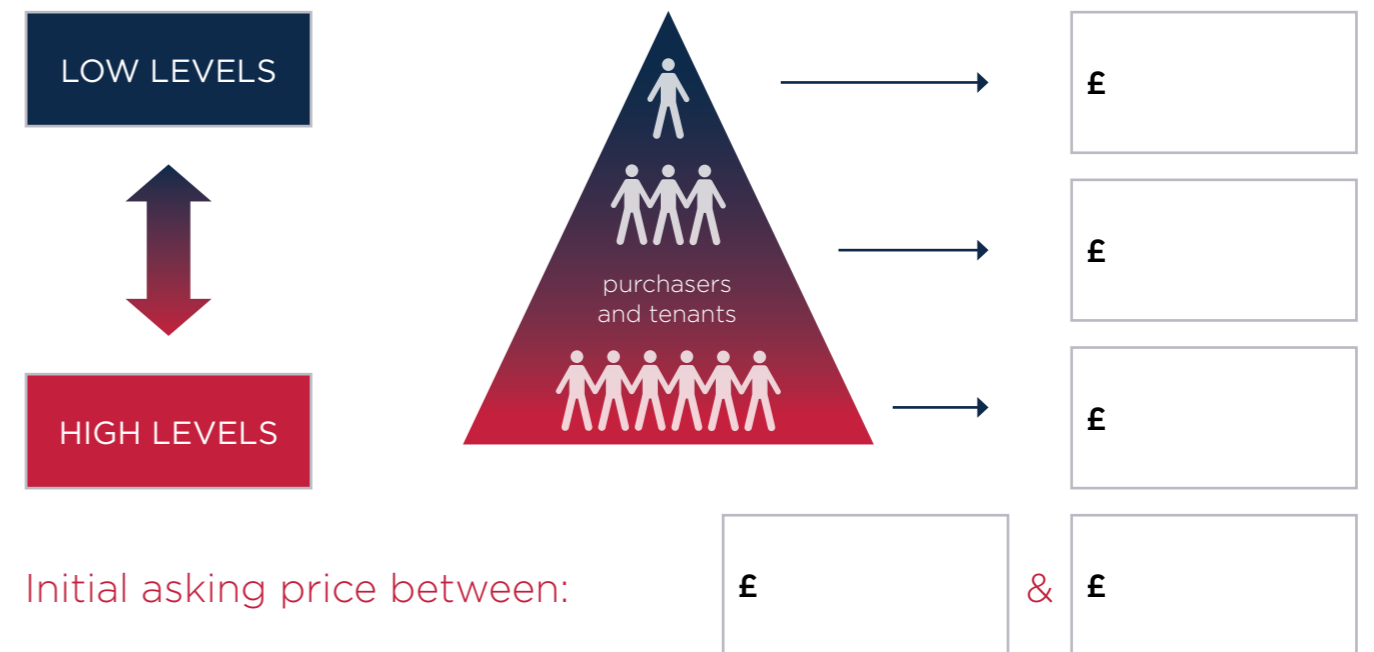 LOW LEVELS
£
£
purchasers
and tenants
£
HIGH LEVELS
Initial asking price between:
£
&
£